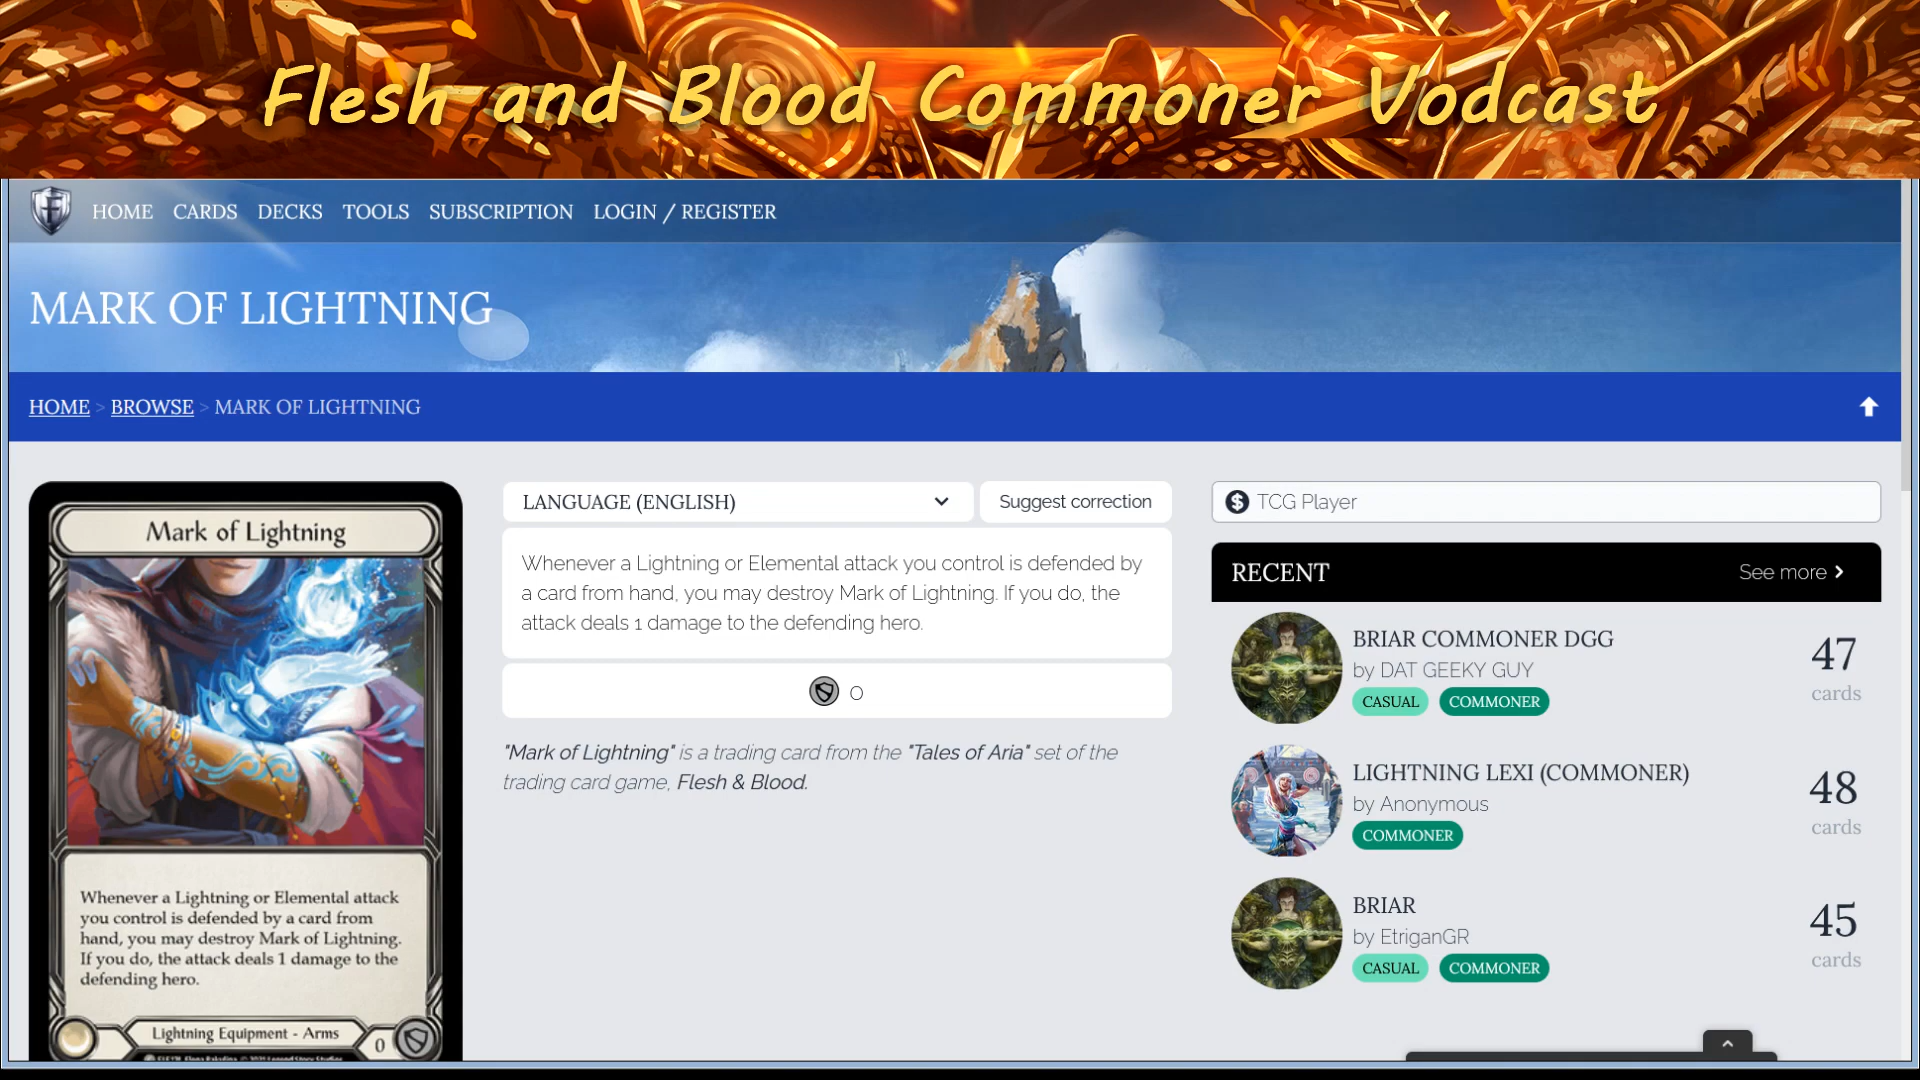 Flesh and Blood Commoner Vodcast
HOME CARDS DECKS TOOLS SUBSCRIPTION LOGIN / REGISTER
MARK OF LIGHTNING
HOME > BROWSE > MARK OF LIGHTNING
Mark of Lightning
Whenever a Lightning or Elemental attack
you control is defended by a card from
hand, you may destroy Mark of Lightning.
If you do, the attack deals 1 damage to the
defending hero.
Lightning Equipment - Arms
0
LANGUAGE (ENGLISH)
Suggest correction
Whenever a Lightning or Elemental attack you control is defended by
a card from hand, you may destroy Mark of Lightning. If you do, the
attack deals 1 damage to the defending hero.
0
"Mark of Lightning" is a trading card from the "Tales of Aria" set of the
trading card game, Flesh & Blood.
$ TCG Player
RECENT See more >
BRIAR COMMONER DGG
by DAT GEEKY GUY
CASUAL COMMONER
47
cards
LIGHTNING LEXI (COMMONER)
by Anonymous
COMMONER
48
cards
BRIAR
by EtriganGR
CASUAL COMMONER
45
cards